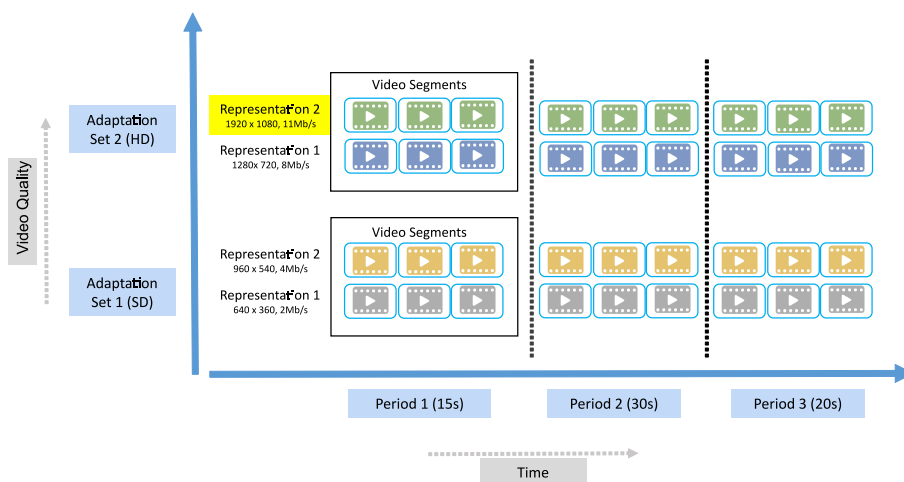 Video Quality
Adaptation
Set 2 (HD)
Adaptation
Set 1 (SD)
Video Segments
Representation 2
1920 x 1080, 11Mb/s
Representation 1
1280x 720, 8Mb/s
Video Segments
Representation 2
960 x 540, 4Mb/s
Representation 1
640 x 360, 2Mb/s
Period 1 (15s)
Period 2 (30s)
Period 3 (20s)
Time